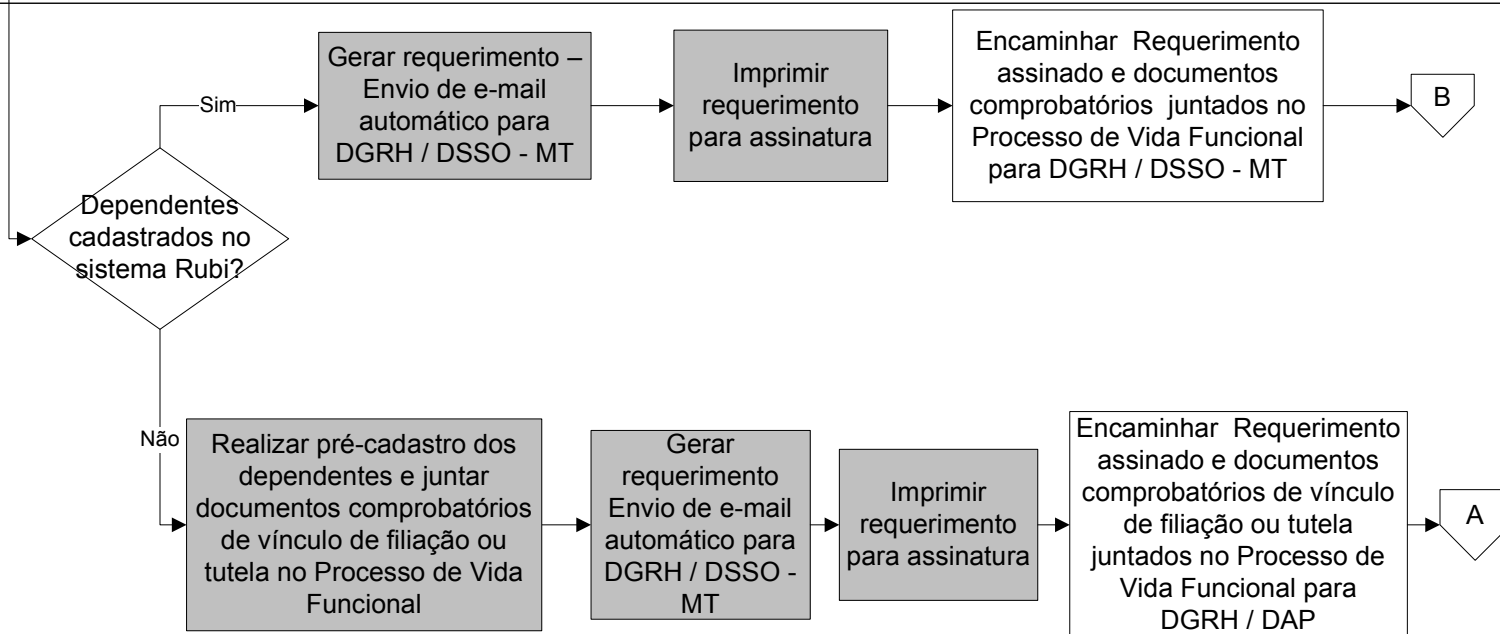 Gerar requerimento –
Envio de e-mail
automático para
DGRH / DSSO - MT
Imprimir
requerimento
para assinatura
Encaminhar Requerimento
assinado e documentos
comprobatórios juntados no
Processo de Vida Funcional
para DGRH / DSSO - MT
B
Sim
Dependentes
cadastrados no
sistema Rubi?
Não
Realizar pré-cadastro dos
dependentes e juntar
documentos comprobatórios
de vínculo de filiação ou
tutela no Processo de Vida
Funcional
Gerar
requerimento
Envio de e-mail
automático para
DGRH / DSSO -
MT
Imprimir
requerimento
para assinatura
Encaminhar Requerimento
assinado e documentos
comprobatórios de vínculo
de filiação ou tutela
juntados no Processo de
Vida Funcional para
DGRH / DAP
A